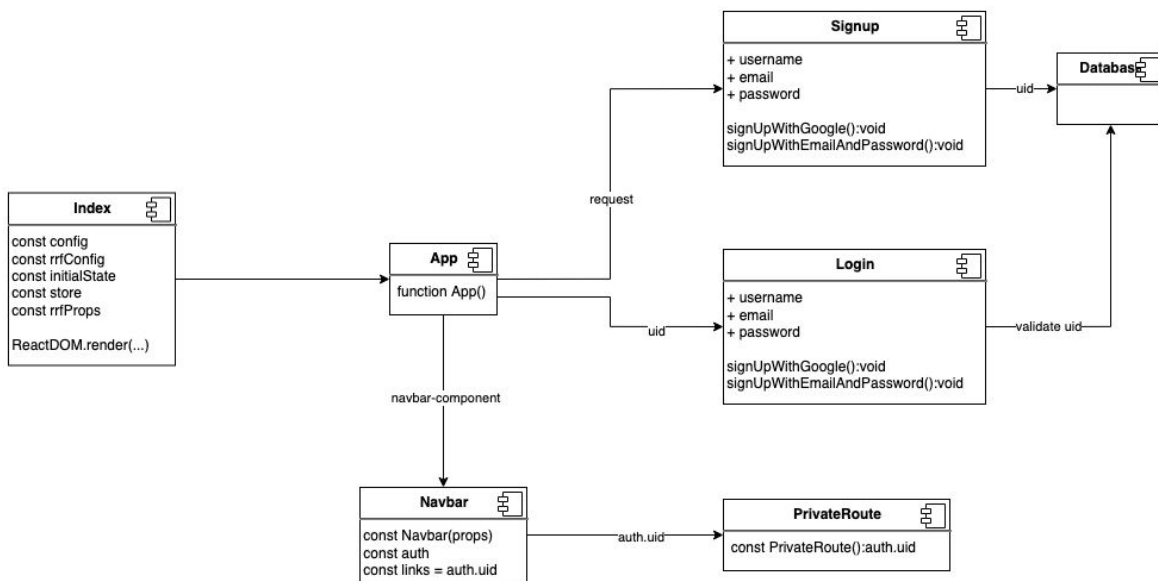 Signup
+ username
+ email
+ password
signUpWithGoogle():void
signUpWithEmailAndPassword():void
uid
Database
request
Index
const config
const rrfConfig
const initialState
const store
const rrfProps
ReactDOM.render(...)
App
function App()
uid
Login
+ username
+ email
+ password
signUpWithGoogle():void
signUpWithEmailAndPassword():void
validate uid
navbar-component
Navbar
const Navbar(props)
const auth
const links = auth.uid
auth.uid
PrivateRoute
const PrivateRoute():auth.uid